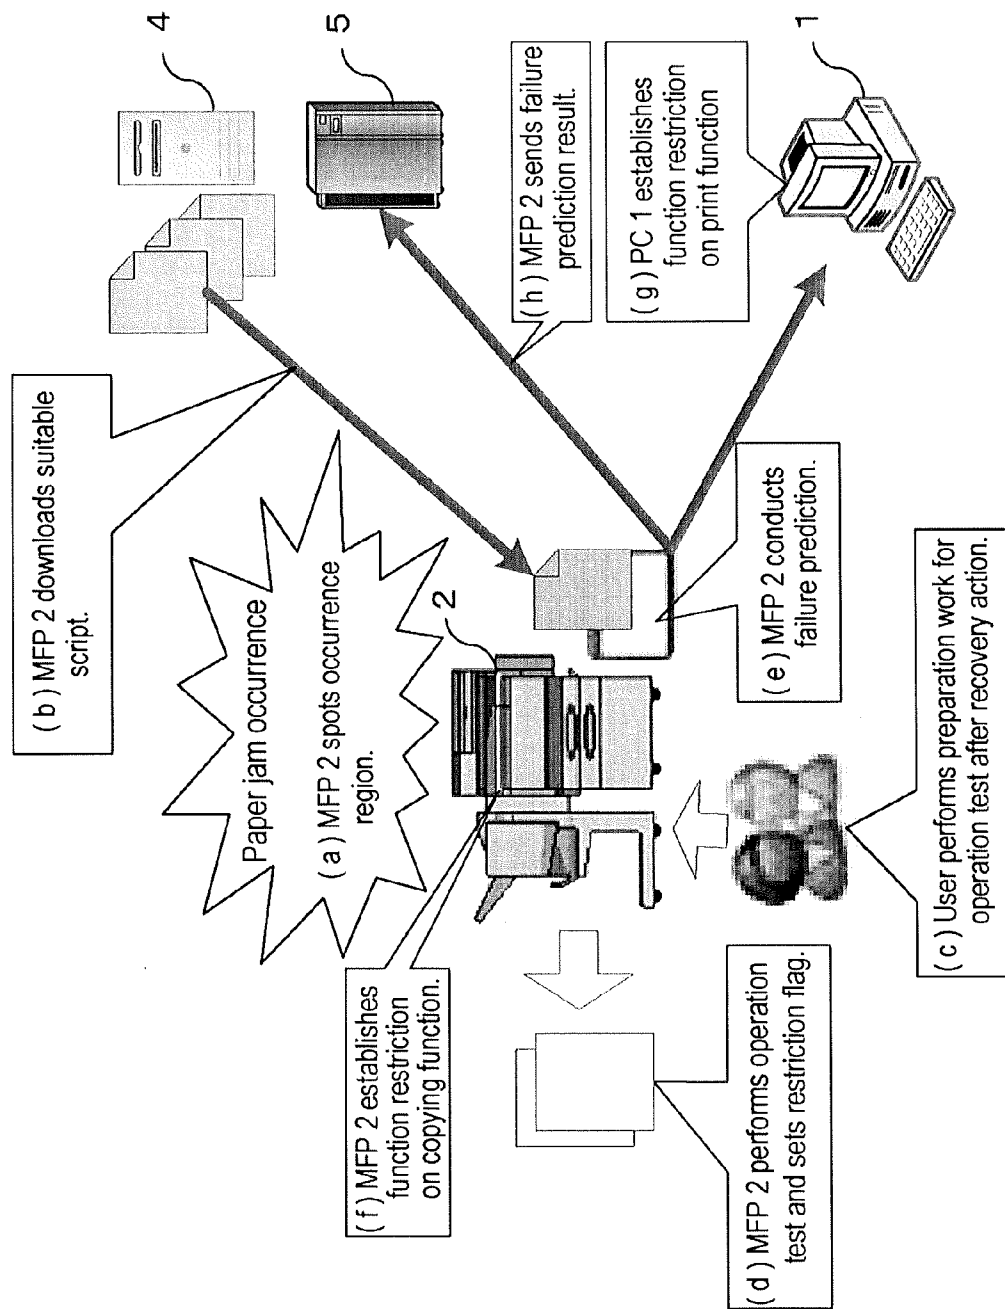 4
( b ) MFP 2 downloads suitable
script.
5
Paper jam occurrence
( a ) MFP 2 spots occurrence
region.
( h ) MFP 2 sends failure
prediction result.
2
( f ) MFP 2 establishes
function restriction
on copying function.
( g ) PC 1 establishes
function restriction
on print function
1
( e ) MFP 2 conducts
failure prediction.
( d ) MFP 2 performs operation
test and sets restriction flag.
( c ) User performs preparation work for
operation test after recovery action.